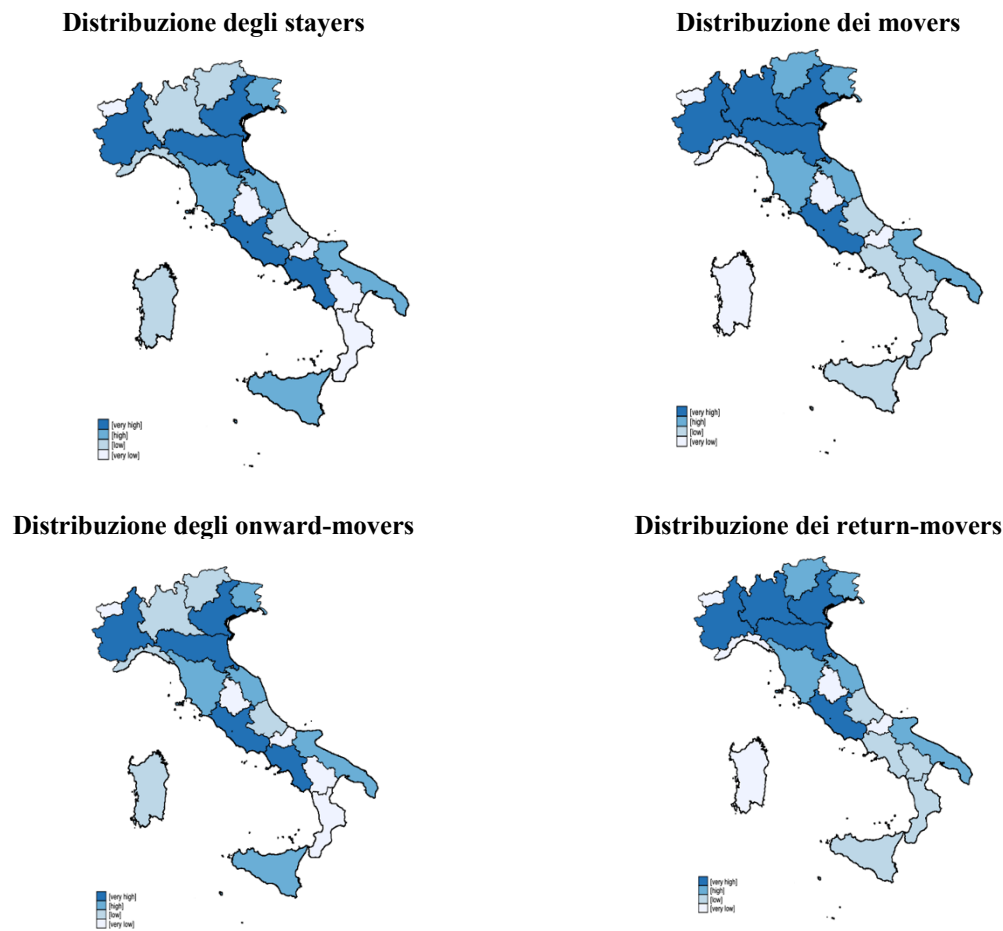 Distribuzione degli stayers
Distribuzione dei movers
[very high]
[high]
[low]
[very low]
[very high]
[high]
[low]
[very low]
Distribuzione degli onward-movers
Distribuzione dei return-movers
[very high]
[high]
[low]
[very low]
[very high]
[high]
[low]
[very low]